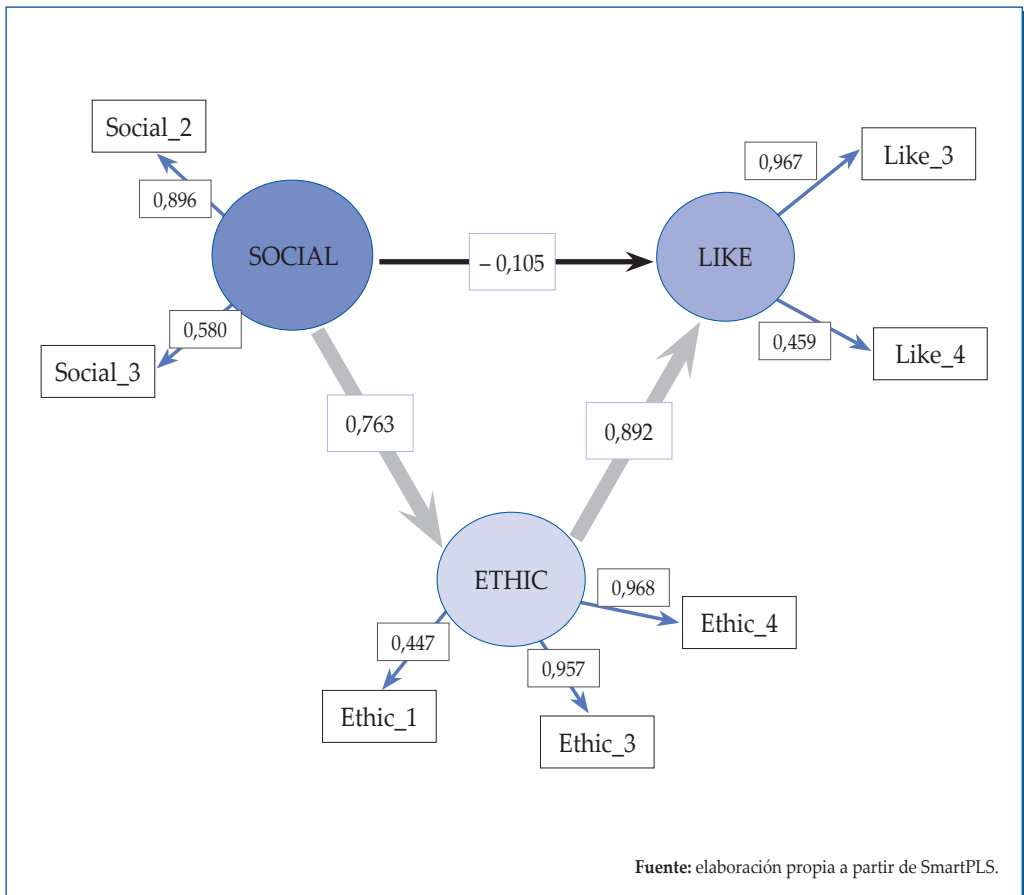 Social_2
0,896
SOCIAL
0,580
Social_3
– 0,105
LIKE
0,967
Like_3
0,459
Like_4
0,763
0,892
ETHIC
0,968
Ethic_4
0,447
0,957
Ethic_1
Ethic_3
Fuente: elaboración propia a partir de SmartPLS.